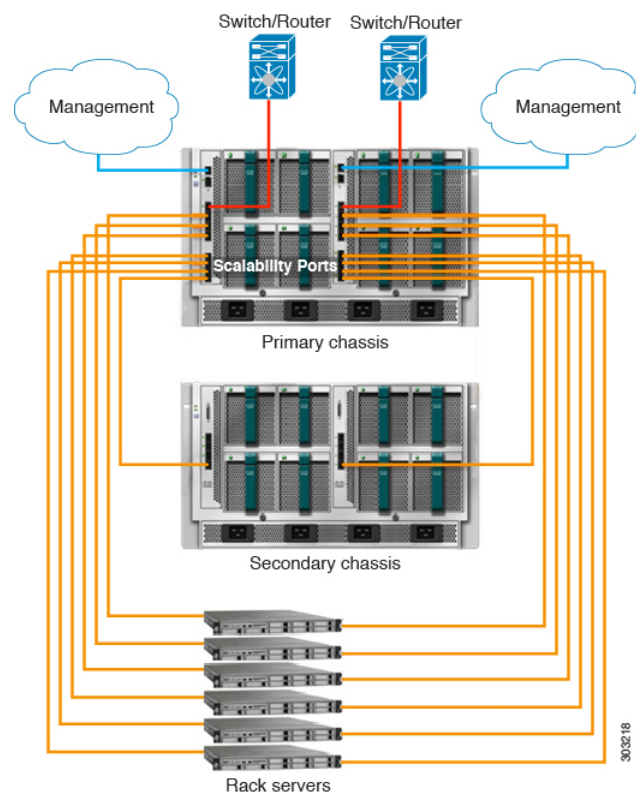 Switch/Router
Switch/Router
Management
Management
Scalability Ports
Primary chassis
Secondary chassis
Rack servers
303218